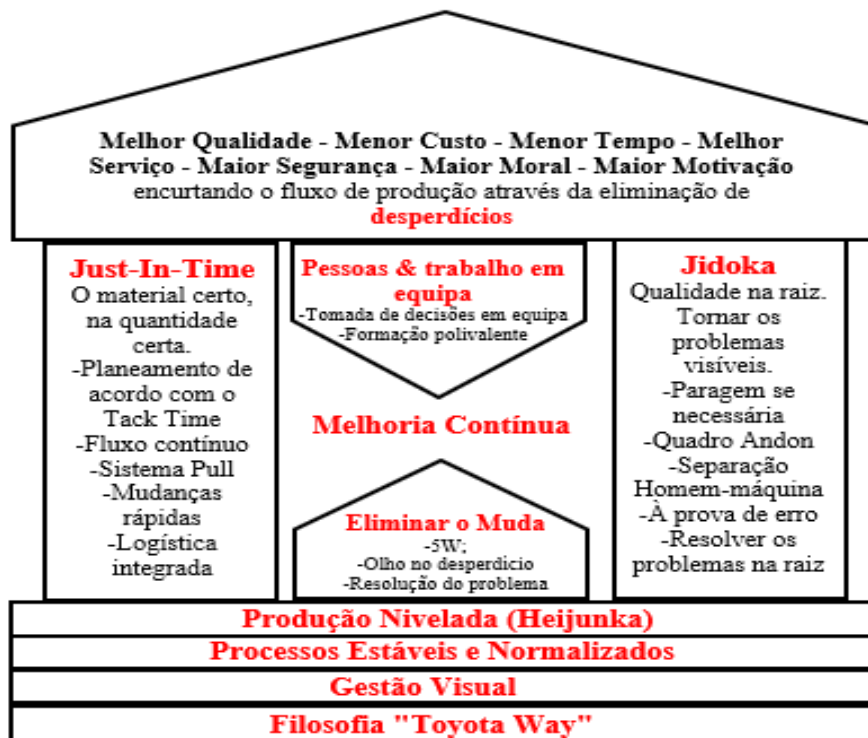 Melhor Qualidade - Menor Custo - Menor Tempo - Melhor
Serviço - Maior Segurança - Maior Moral - Maior Motivação
encurtando o fluxo de produção através da eliminação de
desperdícios
Just-In-Time
O material certo,
na quantidade
certa.
-Planeamento de
acordo com o
Tack Time
-Fluxo contínuo
-Sistema Pull
-Mudanças
rápidas
-Logística
integrada
Pessoas & trabalho em
equipa
-Tomada de decisões em equipa
-Formação polivalente
Melhoria Contínua
Eliminar o Muda
-5W;
-Olho no desperdício
-Resolução do problema
Jidoka
Qualidade na raiz.
Tornar os
problemas
visíveis.
-Paragem se
necessária
-Quadro Andon
-Separação
Homem-máquina
-À prova de erro
-Resolver os
problemas na raiz
Produção Nivelada (Heijunka)
Processos Estáveis e Normalizados
Gestão Visual
Filosofia "Toyota Way"